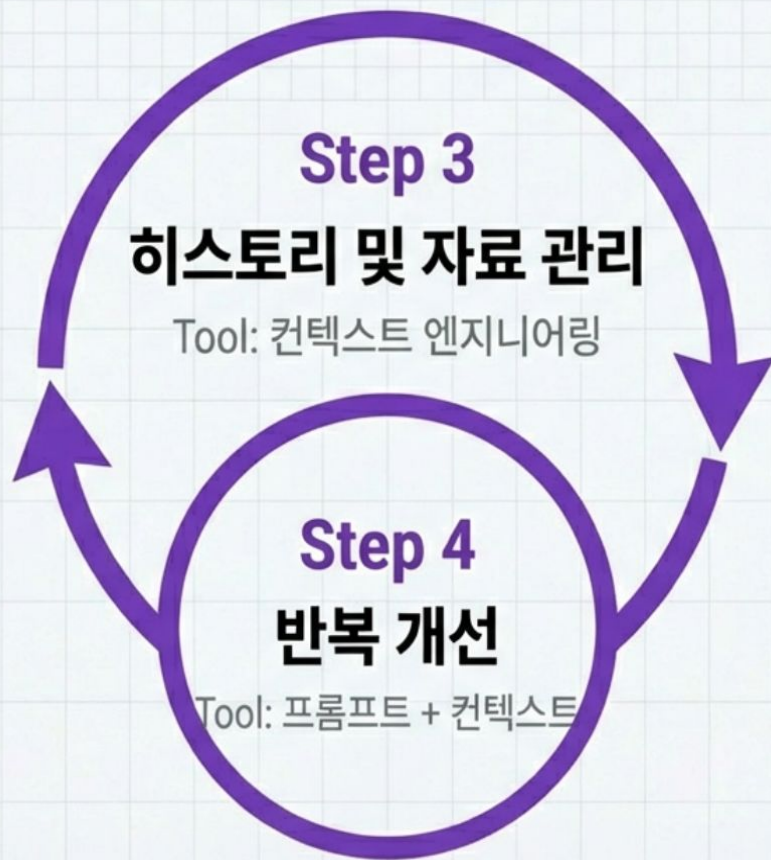 Step 3
히스토리 및 자료 관리
Tool: 컨텍스트 엔지니어링
Step 4
반복 개선
Tool: 프롬프트 + 컨텍스트